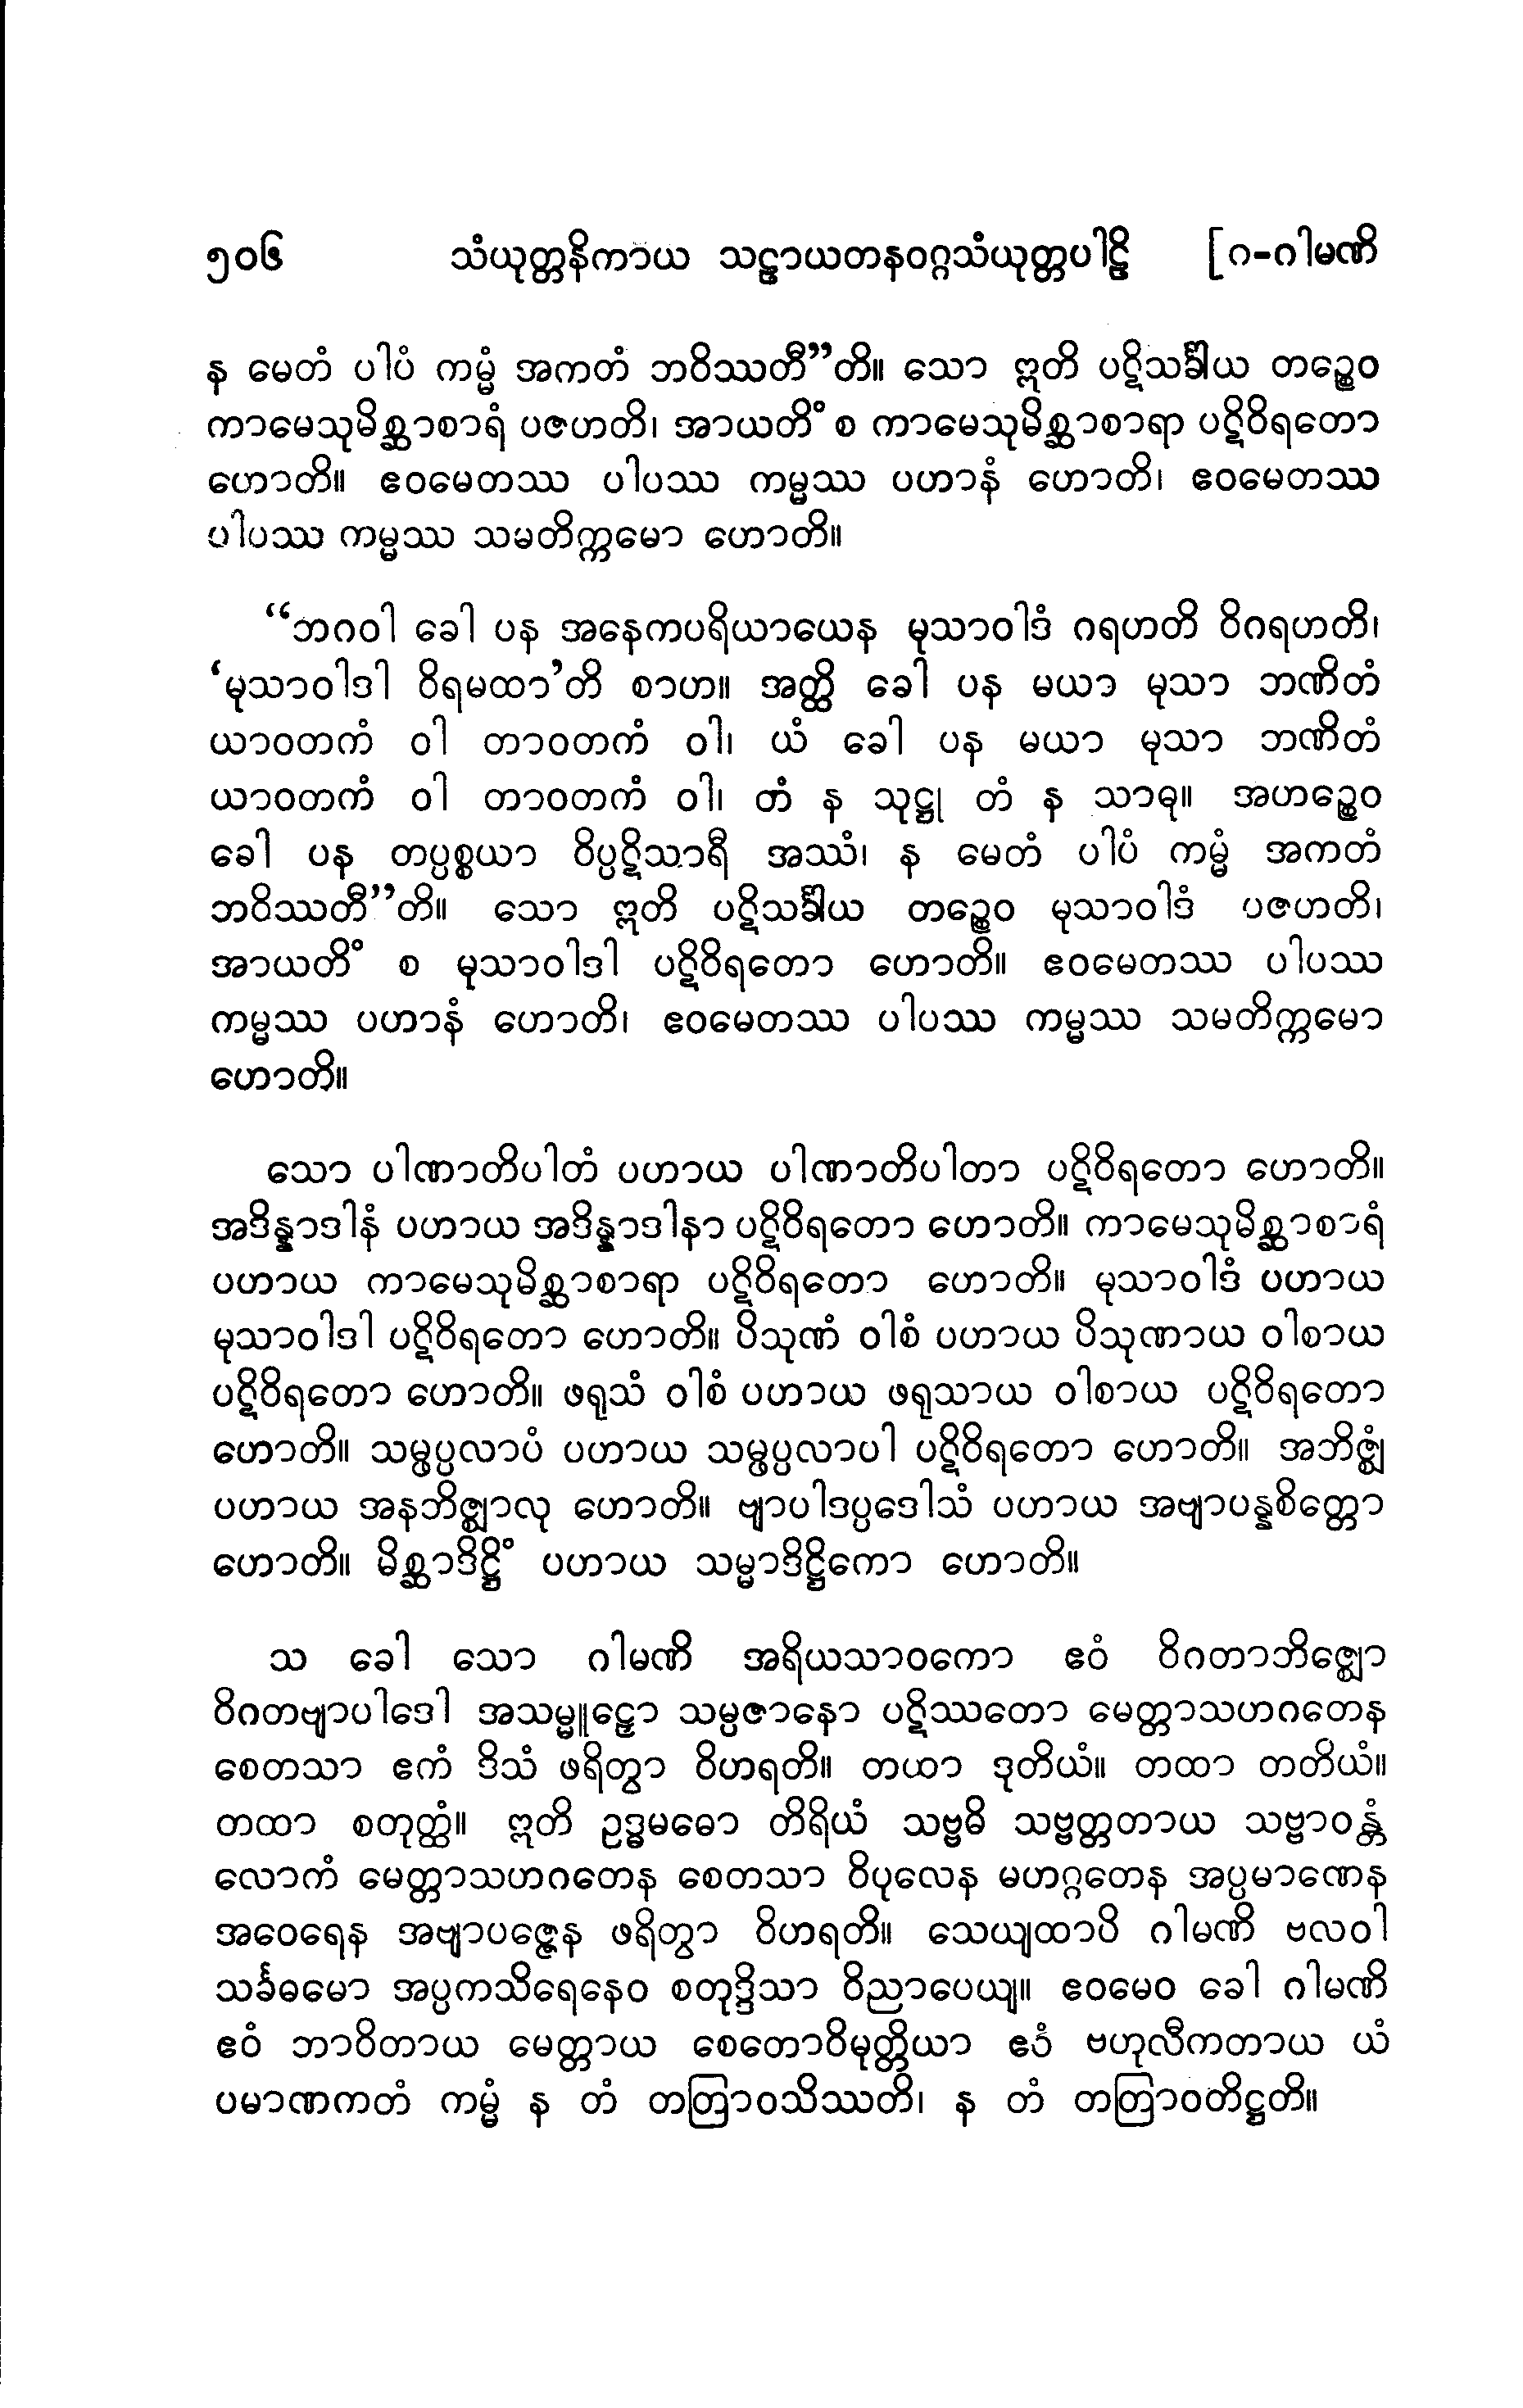 ၅၀၆ သံယုတ္တနိကာယ သဠာယတနဝဂ္ဂသံယုတ္တပါဠိ [၈-ဂါမဏိ
န မေတံ ပါပံ ကမ္မံ အကတံ ဘဝိဿတီ”တိ။ သော ဣတိ ပဋိသင်္ခါယ တဉ္စေဝ
ကာမေသုမိစ္ဆာစာရံ ပဇဟတိ၊ အာယတိံ စ ကာမေသုမိစ္ဆာစာရာ ပဋိဝိရတော
ဟောတိ။ ဧဝမေတဿ ပါပဿ ကမ္မဿ ပဟာနံ ဟောတိ၊ ဧဝမေတဿ
ပါပဿ ကမ္မဿ သမတိက္ကမော ဟောတိ။
“ဘဂဝါ ခေါ ပန အနေကပရိယာယေန မုသာဝါဒံ ဂရဟတိ ဝိဂရဟတိ၊
‘မုသာဝါဒါ ဝိရမထာ’တိ စာဟ။ အတ္ထိ ခေါ ပန မယာ မုသာ ဘဏိတံ
ယာဝတကံ ဝါ တာဝတကံ ဝါ၊ ယံ ခေါ ပန မယာ မုသာ ဘဏိတံ
ယာဝတကံ ဝါ တာဝတကံ ဝါ၊ တံ န သုဋ္ဌု တံ န သာဓု။ အဟဉ္စေဝ
ခေါ ပန တပ္ပစ္စယာ ဝိပ္ပဋိသာရီ အဿံ၊ န မေတံ ပါပံ ကမ္မံ အကတံ
ဘဝိဿတီ”တိ။ သော ဣတိ ပဋိသင်္ခါယ တဉ္စေဝ မုသာဝါဒံ ပဇဟတိ၊
အာယတိံ စ မုသာဝါဒါ ပဋိဝိရတော ဟောတိ။ ဧဝမေတဿ ပါပဿ
ကမ္မဿ ပဟာနံ ဟောတိ၊ ဧဝမေတဿ ပါပဿ ကမ္မဿ သမတိက္ကမော
ဟောတိ။
သော ပါဏာတိပါတံ ပဟာယ ပါဏာတိပါတာ ပဋိဝိရတော ဟောတိ။
အဒိန္နာဒါနံ ပဟာယ အဒိန္နာဒါနာ ပဋိဝိရတော ဟောတိ။ ကာမေသုမိစ္ဆာစာရံ
ပဟာယ ကာမေသုမိစ္ဆာစာရာ ပဋိဝိရတော ဟောတိ။ မုသာဝါဒံ ပဟာယ
မုသာဝါဒါ ပဋိဝိရတော ဟောတိ။ ပိသုဏံ ဝါစံ ပဟာယ ပိသုဏာယ ဝါစာယ
ပဋိဝိရတော ဟောတိ။ ဖရုသံ ဝါစံ ပဟာယ ဖရုသာယ ဝါစာယ ပဋိဝိရတော
ဟောတိ။ သမ္ဖပ္ပလာပံ ပဟာယ သမ္ဖပ္ပလာပါ ပဋိဝိရတော ဟောတိ။ အဘိဇ္ဈံ
ပဟာယ အနဘိဇ္ဈာလု ဟောတိ။ ဗျာပါဒပ္ပဒေါသံ ပဟာယ အဗျာပန္နစိတ္တော
ဟောတိ။ မိစ္ဆာဒိဋ္ဌိံ ပဟာယ သမ္မာဒိဋ္ဌိကော ဟောတိ။
သ ခေါ သော ဂါမဏိ အရိယသာဝကော ဧဝံ ဝိဂတာဘိဇ္ဈော
ဝိဂတဗျာပါဒေါ အသမ္မူဠှော သမ္ပဇာနော ပဋိဿတော မေတ္တာသဟဂတေန
စေတသာ ဧကံ ဒိသံ ဖရိတွာ ဝိဟရတိ။ တထာ ဒုတိယံ။ တထာ တတိယံ။
တထာ စတုတ္ထံ။ ဣတိ ဥဒ္ဓမဓော တိရိယံ သဗ္ဗဓိ သဗ္ဗတ္တတာယ သဗ္ဗာဝန္တံ
လောကံ မေတ္တာသဟဂတေန စေတသာ ဝိပုလေန မဟဂ္ဂတေန အပ္ပမာဏေန
အဝေရေန အဗျာပဇ္ဇေန ဖရိတွာ ဝိဟရတိ။ သေယျထာပိ ဂါမဏိ ဗလဝါ
သင်္ခဓမော အပ္ပကသိရေနေဝ စတုဒ္ဒိသာ ဝိညာပေယျ။ ဧဝမေဝ ခေါ ဂါမဏိ
ဧဝံ ဘာဝိတာယ မေတ္တာယ စေတောဝိမုတ္တိယာ ဧဝံ ဗဟုလီကတာယ ယံ
ပမာဏကတံ ကမ္မံ န တံ တတြာဝသိဿတိ၊ န တံ တတြာဝတိဋ္ဌတိ။